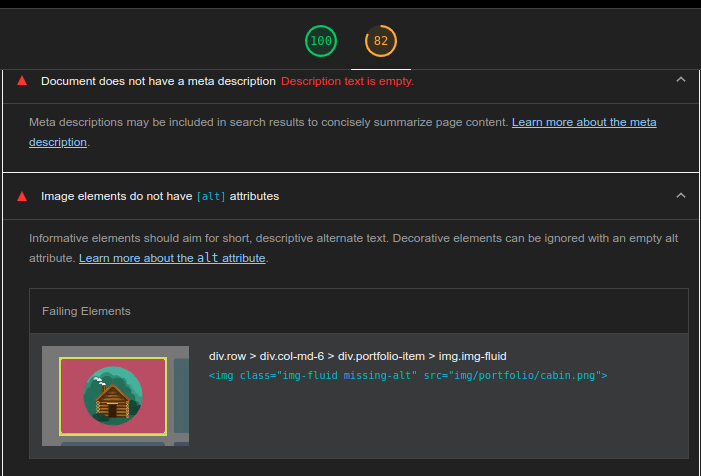 100 82
Document does not have a meta description Description text is empty.
Meta descriptions may be included in search results to concisely summarize page content. Learn more about the meta
description.
Image elements do not have [alt] attributes
Informative elements should aim for short, descriptive alternate text. Decorative elements can be ignored with an empty alt
attribute. Learn more about the alt attribute.
Failing Elements
div.row > div.col-md-6 > div.portfolio-item > img.img-fluid
<img class="img-fluid missing-alt" src="img/portfolio/cabin.png">